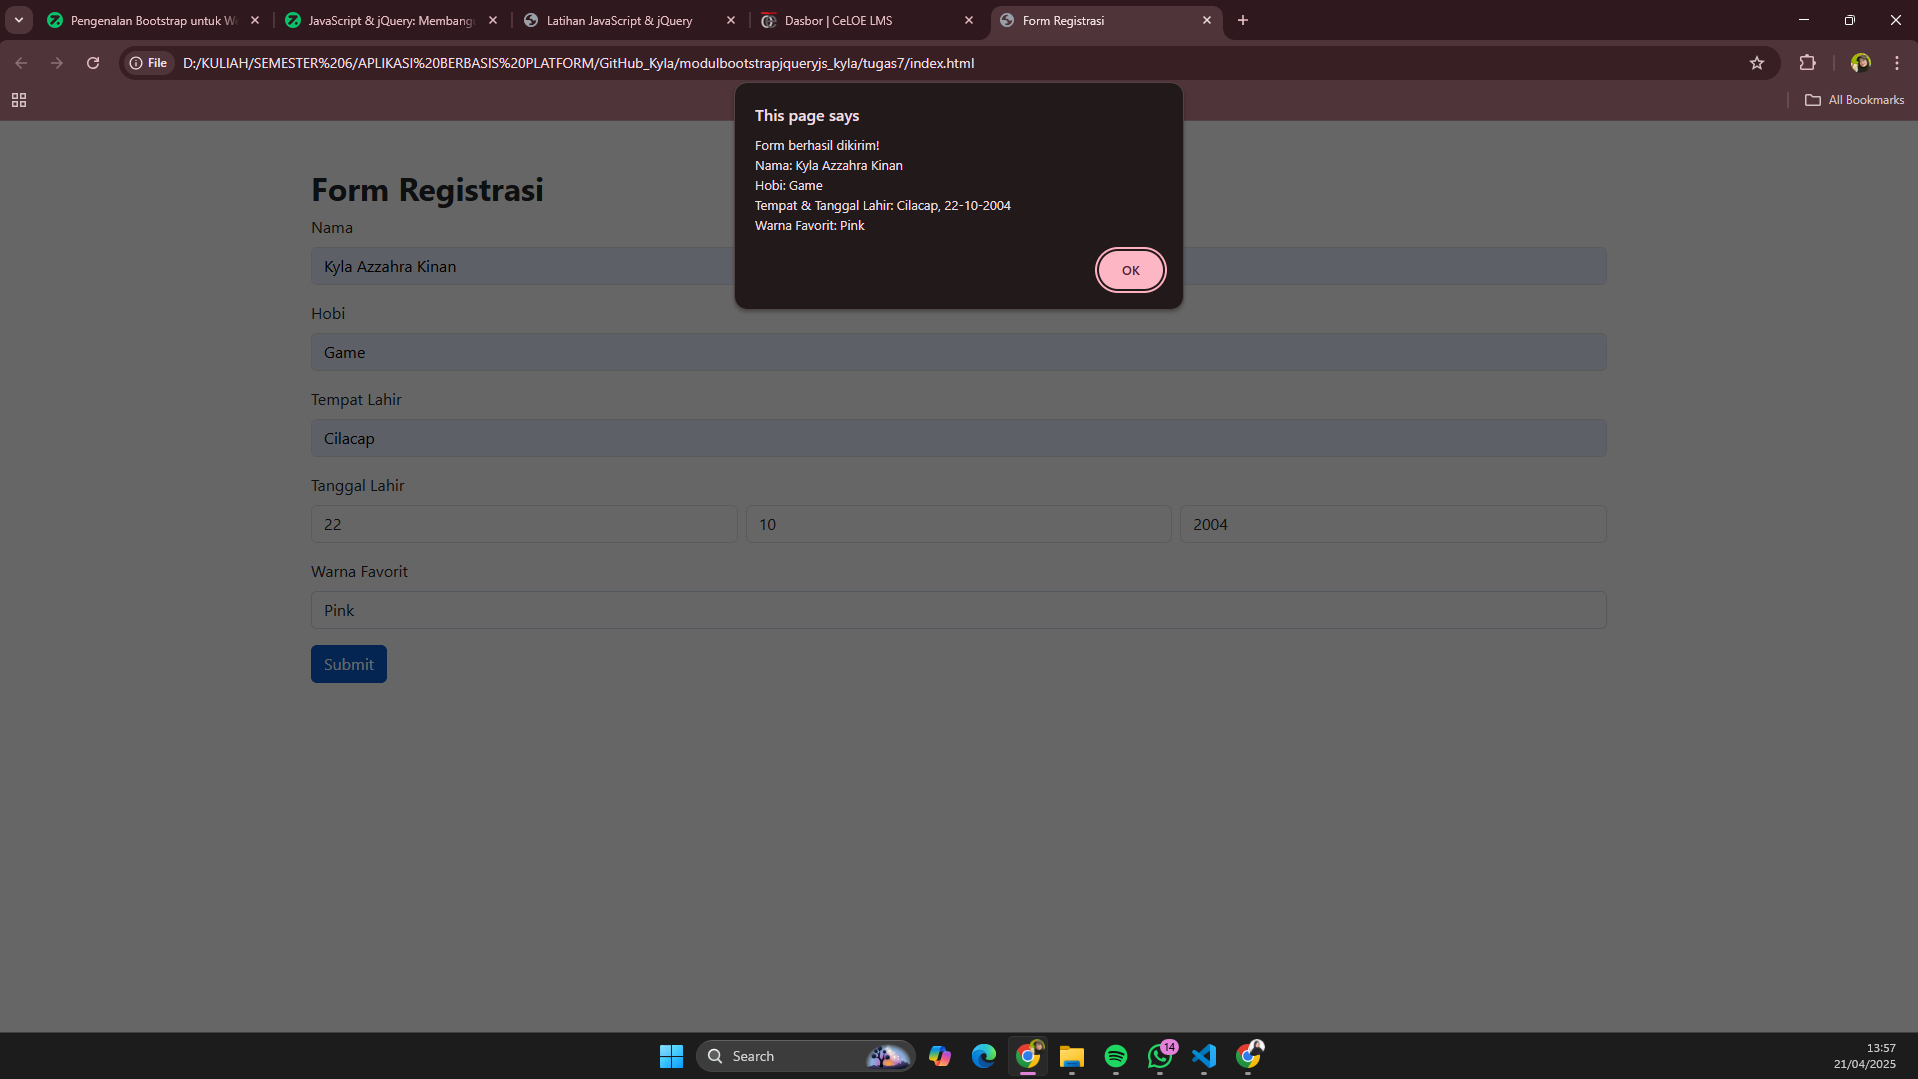 Pengenalan Bootstrap untuk W
JavaScript & jQuery: Membang
Latihan JavaScript & jQuery
Dasbor | CeLOE LMS
Form Registrasi
File
D:/KULIAH/SEMESTER%206/APLIKASI%20BERBASIS%20PLATFORM/GitHub_Kyla/modulbootstrapjqueryjs_kyla/tugas7/index.html
All Bookmarks
This page says
Form berhasil dikirim!
Nama: Kyla Azzahra Kinan
Hobi: Game
Tempat & Tanggal Lahir: Cilacap, 22-10-2004
Warna Favorit: Pink
OK
Form Registrasi
Nama
Kyla Azzahra Kinan
Hobi
Game
Tempat Lahir
Cilacap
Tanggal Lahir
22
10
2004
Warna Favorit
Pink
Submit
Search
14
13:57
21/04/2025